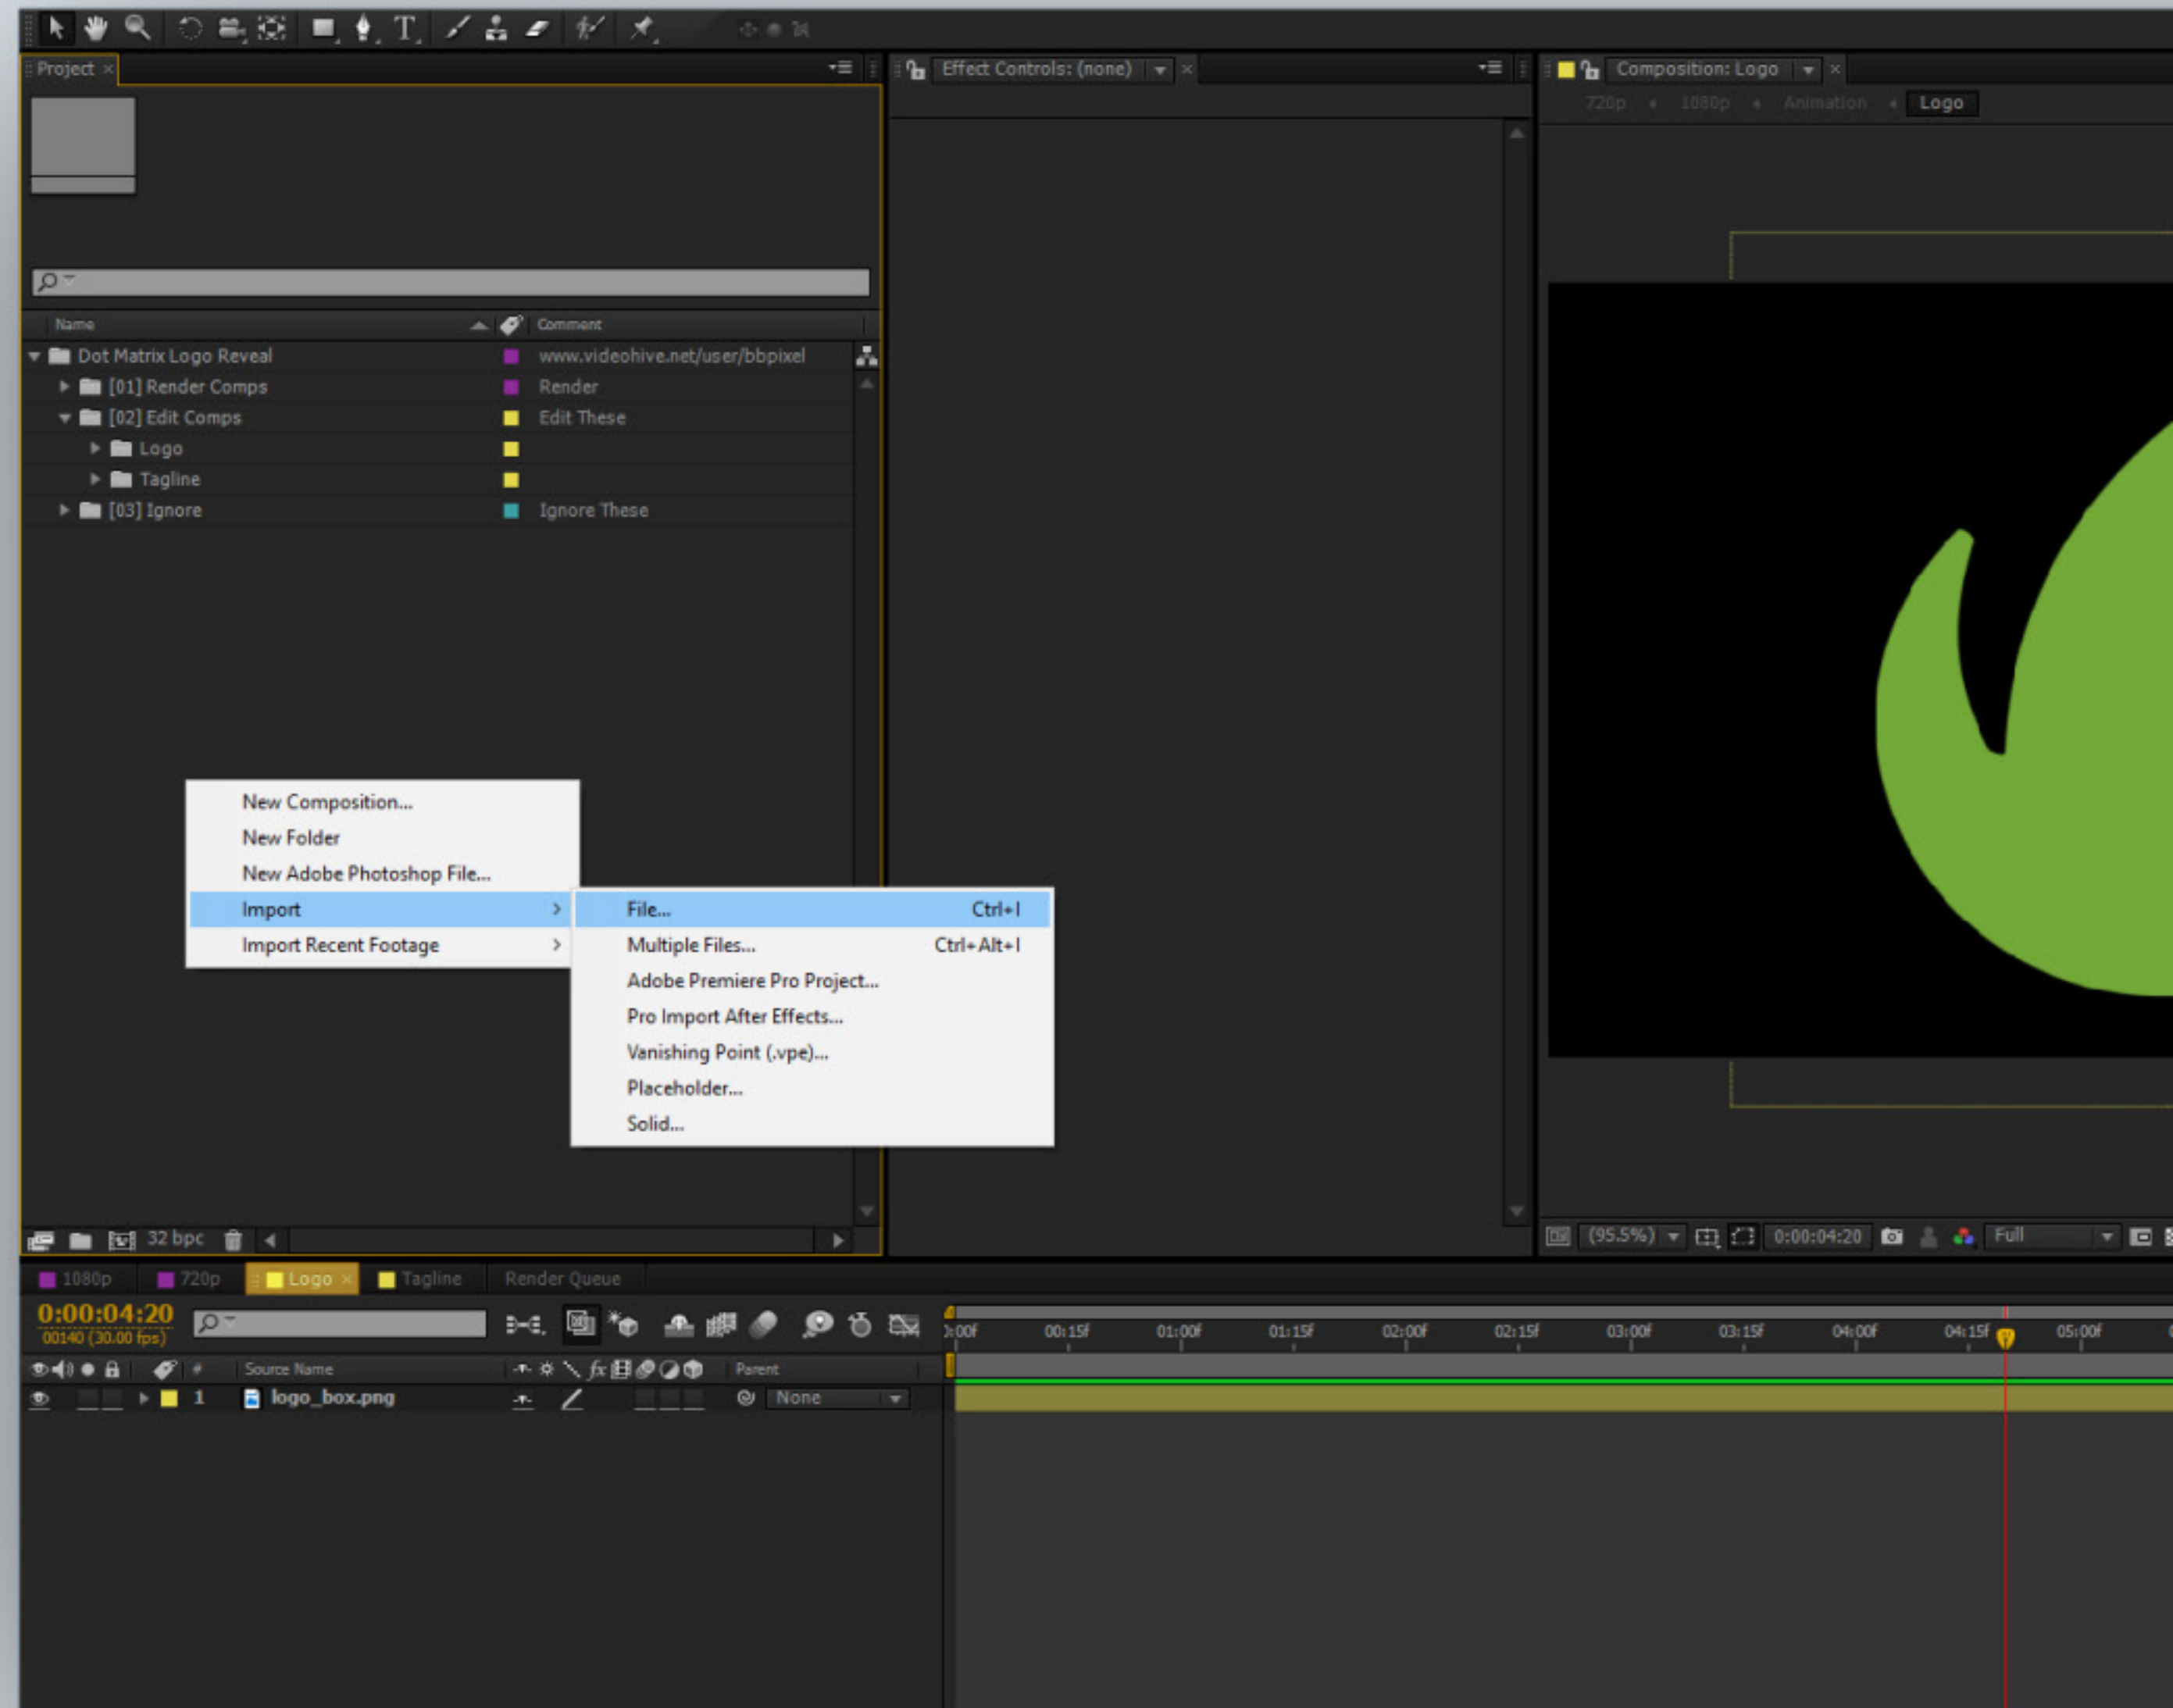 Project
Effect Controls: (none)
Composition: Logo
720p 1080p Animation Logo
Name Comment
Dot Matrix Logo Reveal www.videohive.net/user/bbpixel
[01] Render Comps Render
[02] Edit Comps Edit These
Logo
Tagline
[03] Ignore Ignore These
New Composition...
New Folder
New Adobe Photoshop File...
Import
Import Recent Footage
File... Ctrl+I
Multiple Files... Ctrl+Alt+I
Adobe Premiere Pro Project...
Pro Import After Effects...
Vanishing Point (.vpe)...
Placeholder...
Solid...
32 bpc
(95.5%) 0:00:04:20 Full
1080p 720p Logo Tagline Render Queue
0:00:04:20
00140 (30.00 fps)
:00f 00:15f 01:00f 01:15f 02:00f 02:15f 03:00f 03:15f 04:00f 04:15f 05:00f
# Source Name fx Parent
1 logo_box.png None